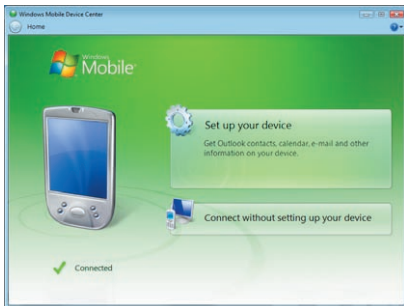 Windows Mobile Device Center
Home
Windows
Mobile
Set up your device
Get Outlook contacts, calendar, e-mail and other
information on your device.
Connect without setting up your device
Connected